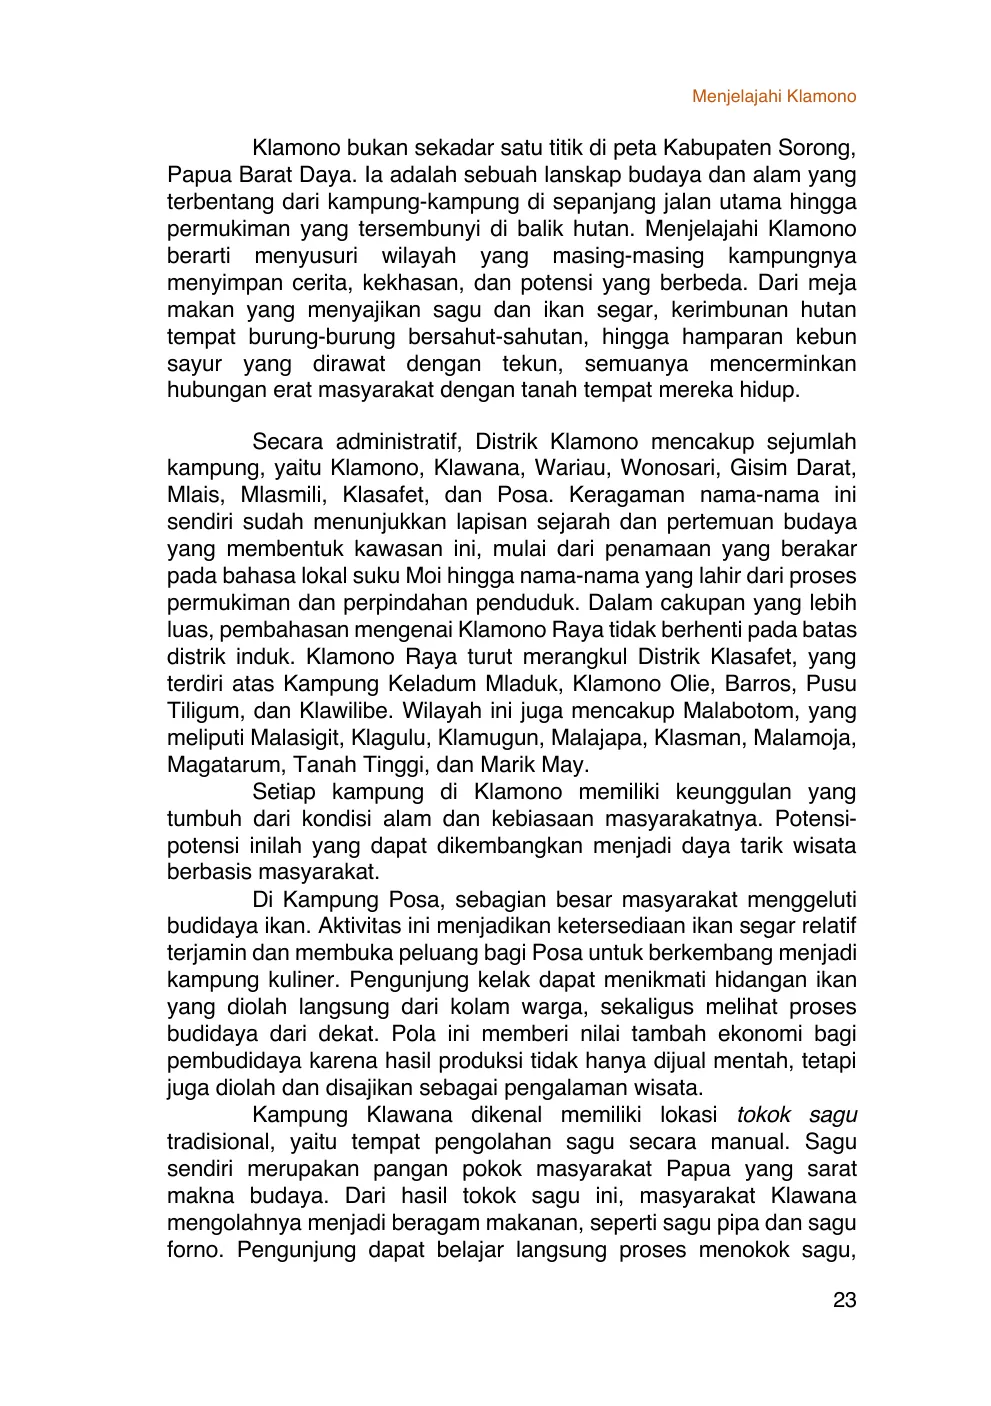 Menjelajahi Klamono
Klamono bukan sekadar satu titik di peta Kabupaten Sorong,
Papua Barat Daya. Ia adalah sebuah lanskap budaya dan alam yang
terbentang dari kampung-kampung di sepanjang jalan utama hingga
permukiman yang tersembunyi di balik hutan. Menjelajahi Klamono
berarti menyusuri wilayah yang masing-masing kampungnya
menyimpan cerita, kekhasan, dan potensi yang berbeda. Dari meja
makan yang menyajikan sagu dan ikan segar, kerimbunan hutan
tempat burung-burung bersahut-sahutan, hingga hamparan kebun
sayur yang dirawat dengan tekun, semuanya mencerminkan
hubungan erat masyarakat dengan tanah tempat mereka hidup.
Secara administratif, Distrik Klamono mencakup sejumlah
kampung, yaitu Klamono, Klawana, Wariau, Wonosari, Gisim Darat,
Mlais, Mlasmili, Klasafet, dan Posa. Keragaman nama-nama ini
sendiri sudah menunjukkan lapisan sejarah dan pertemuan budaya
yang membentuk kawasan ini, mulai dari penamaan yang berakar
pada bahasa lokal suku Moi hingga nama-nama yang lahir dari proses
permukiman dan perpindahan penduduk. Dalam cakupan yang lebih
luas, pembahasan mengenai Klamono Raya tidak berhenti pada batas
distrik induk. Klamono Raya turut merangkul Distrik Klasafet, yang
terdiri atas Kampung Keladum Mladuk, Klamono Olie, Barros, Pusu
Tiligum, dan Klawilibe. Wilayah ini juga mencakup Malabotom, yang
meliputi Malasigit, Klagulu, Klamugun, Malajapa, Klasman, Malamoja,
Magatarum, Tanah Tinggi, dan Marik May.
Setiap kampung di Klamono memiliki keunggulan yang
tumbuh dari kondisi alam dan kebiasaan masyarakatnya. Potensi-
potensi inilah yang dapat dikembangkan menjadi daya tarik wisata
berbasis masyarakat.
Di Kampung Posa, sebagian besar masyarakat menggeluti
budidaya ikan. Aktivitas ini menjadikan ketersediaan ikan segar relatif
terjamin dan membuka peluang bagi Posa untuk berkembang menjadi
kampung kuliner. Pengunjung kelak dapat menikmati hidangan ikan
yang diolah langsung dari kolam warga, sekaligus melihat proses
budidaya dari dekat. Pola ini memberi nilai tambah ekonomi bagi
pembudidaya karena hasil produksi tidak hanya dijual mentah, tetapi
juga diolah dan disajikan sebagai pengalaman wisata.
Kampung Klawana dikenal memiliki lokasi tokok sagu
tradisional, yaitu tempat pengolahan sagu secara manual. Sagu
sendiri merupakan pangan pokok masyarakat Papua yang sarat
makna budaya. Dari hasil tokok sagu ini, masyarakat Klawana
mengolahnya menjadi beragam makanan, seperti sagu pipa dan sagu
forno. Pengunjung dapat belajar langsung proses menokok sagu,
23